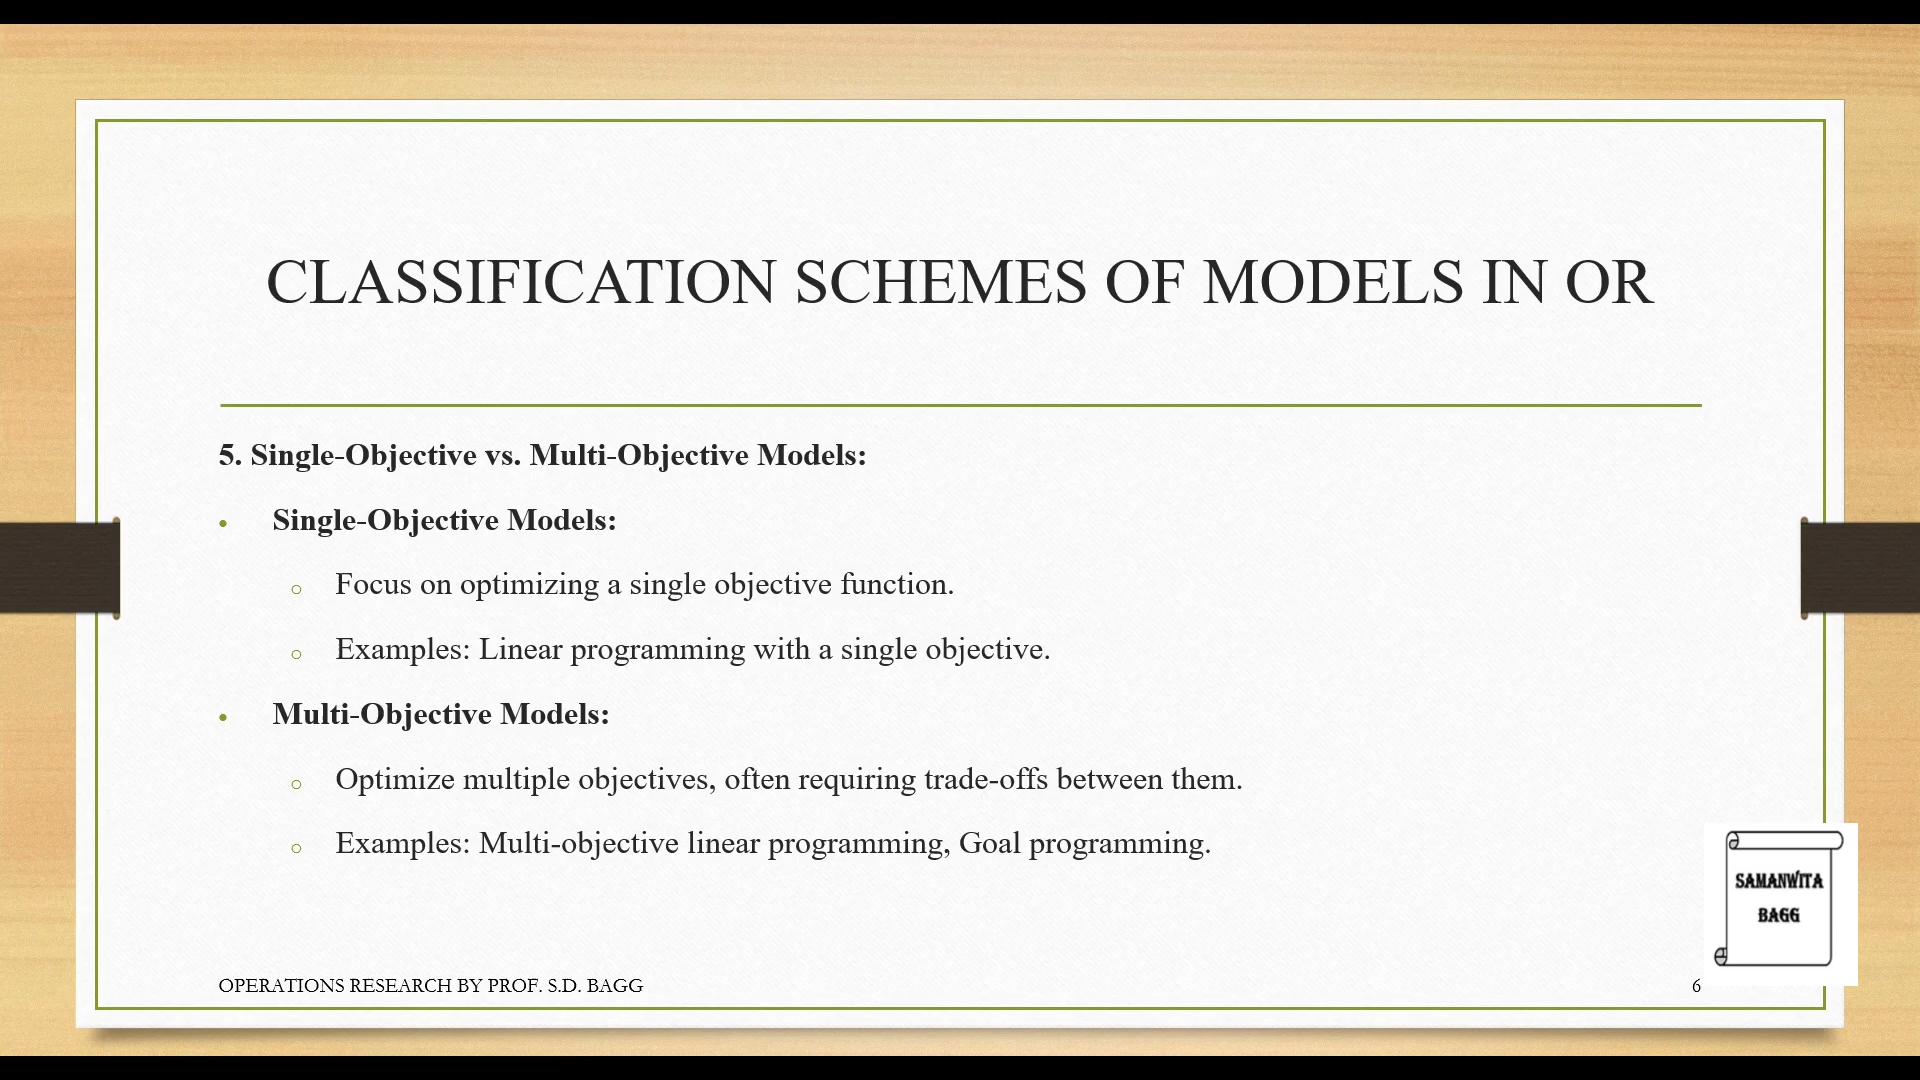 CLASSIFICATION SCHEMES OF MODELS IN OR
5. Single-Objective vs. Multi-Objective Models:
• Single-Objective Models:
o Focus on optimizing a single objective function.
o Examples: Linear programming with a single objective.
• Multi-Objective Models:
o Optimize multiple objectives, often requiring trade-offs between them.
o Examples: Multi-objective linear programming, Goal programming.
SAMANWITA
BAGG
OPERATIONS RESEARCH BY PROF. S.D. BAGG
6